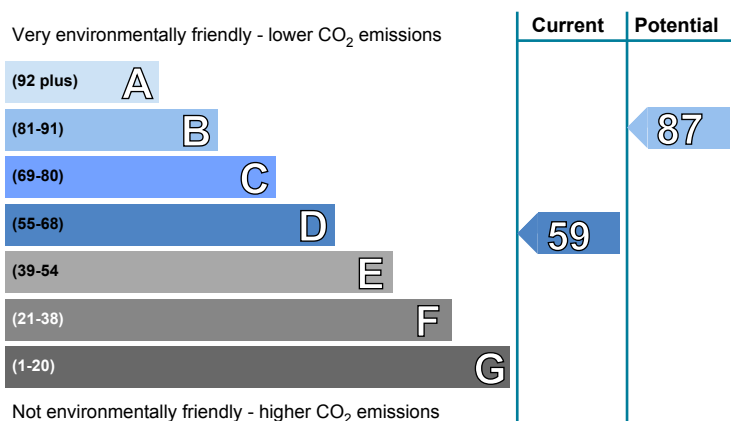 Very environmentally friendly - lower CO2 emissions
Current
Potential
(92 plus) A
(81-91) B
87
(69-80) C
(55-68) D
59
(39-54 E
(21-38) F
(1-20) G
Not environmentally friendly - higher CO2 emissions